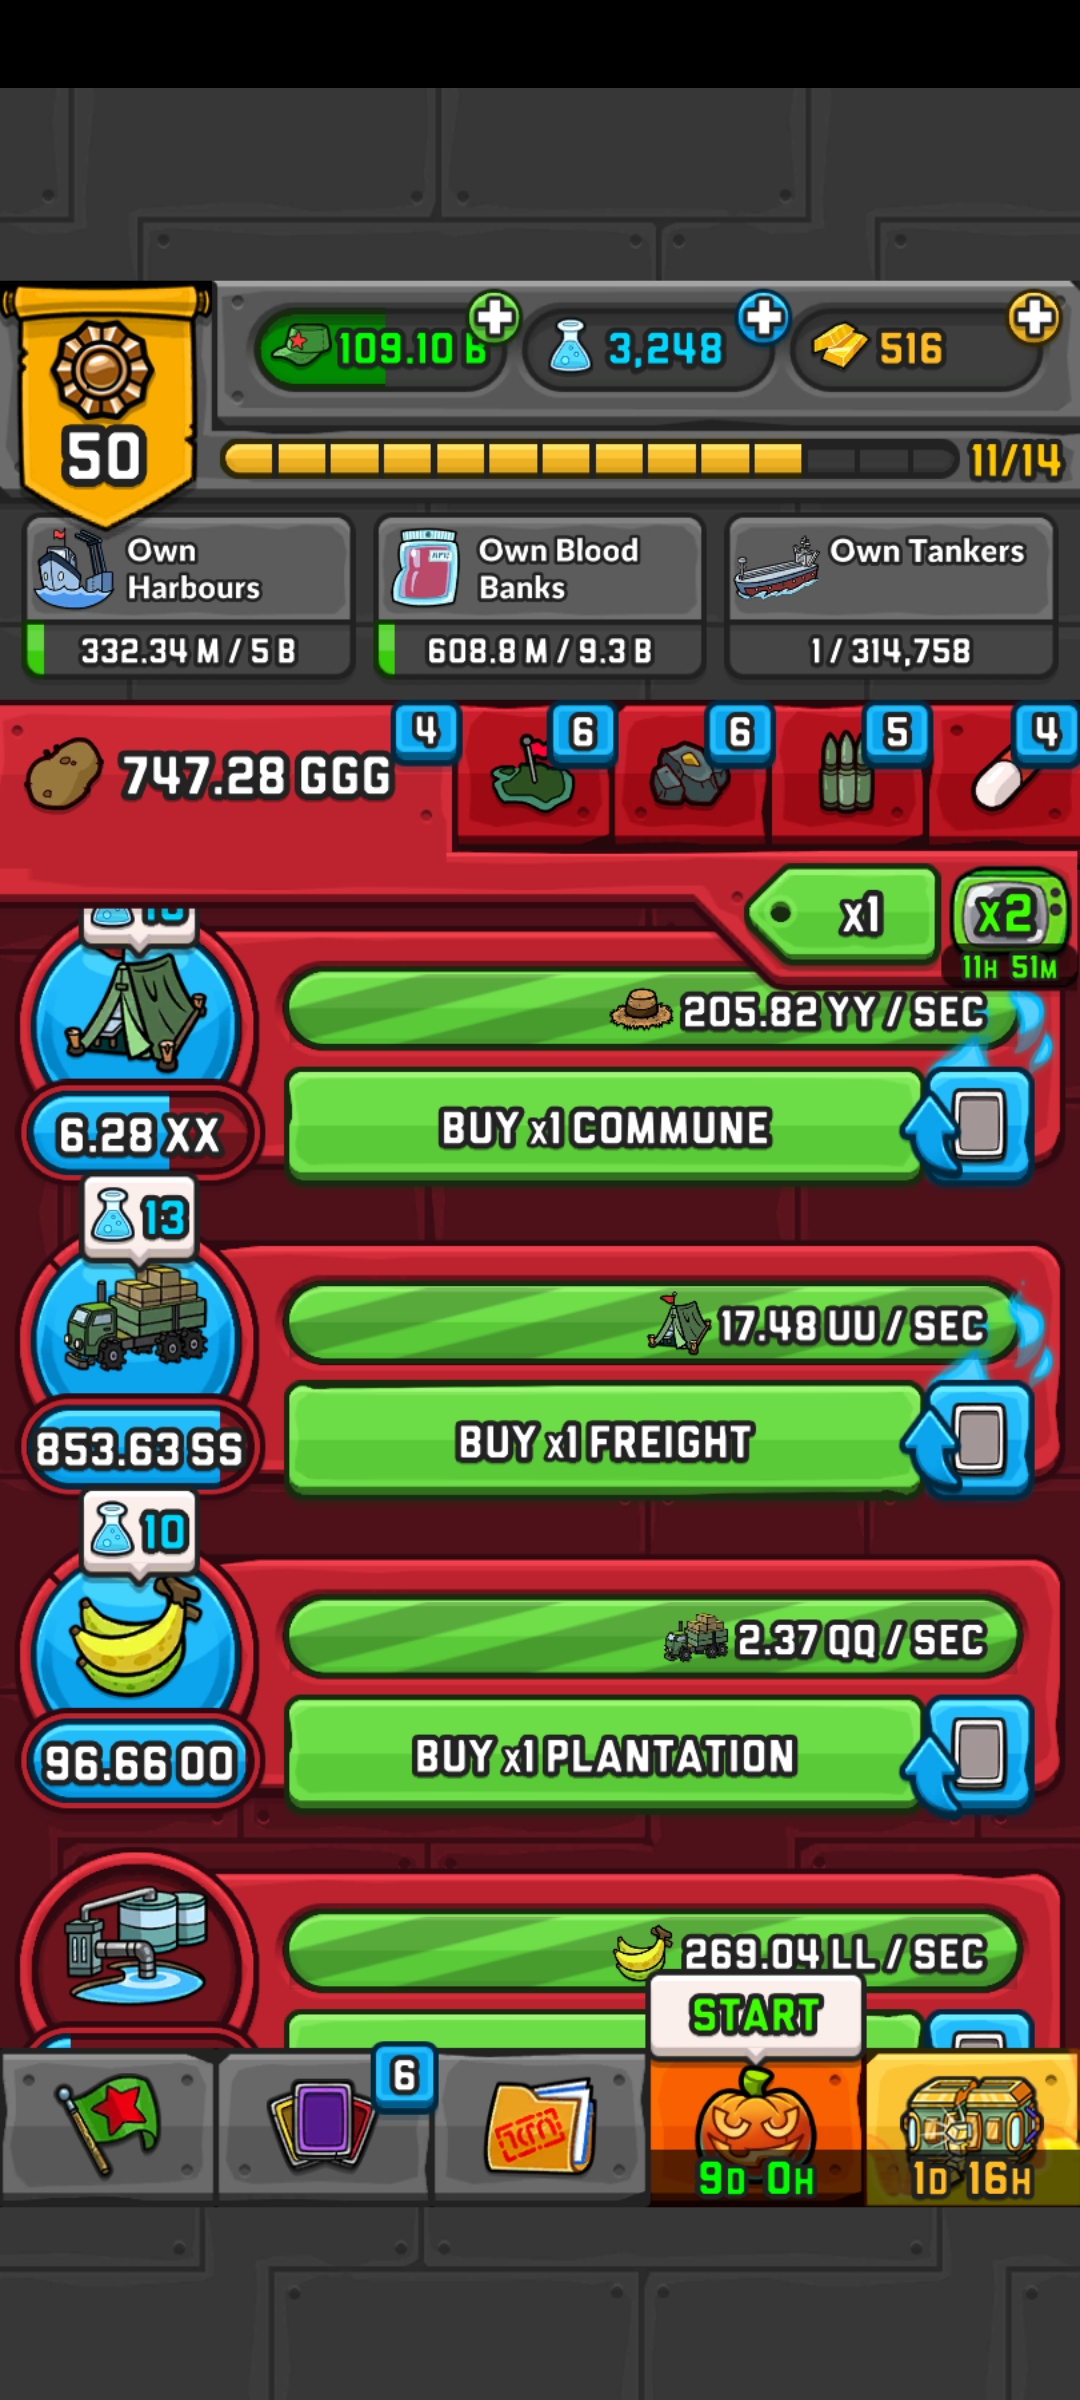 109.10 B
3,248
516
50
11/14
Own Harbours
332.34 M / 5 B
Own Blood Banks
608.8 M / 9.3 B
Own Tankers
1 / 314,758
747.28 GGG
4
6
6
5
4
x1
x2
11H 51M
205.82 YY / SEC
BUY x1 COMMUNE
6.28 XX
13
17.48 UU / SEC
BUY x1 FREIGHT
853.63 SS
10
2.37 QQ / SEC
BUY x1 PLANTATION
96.66 OO
269.04 LL / SEC
START
6
9D 0H
1D 16H